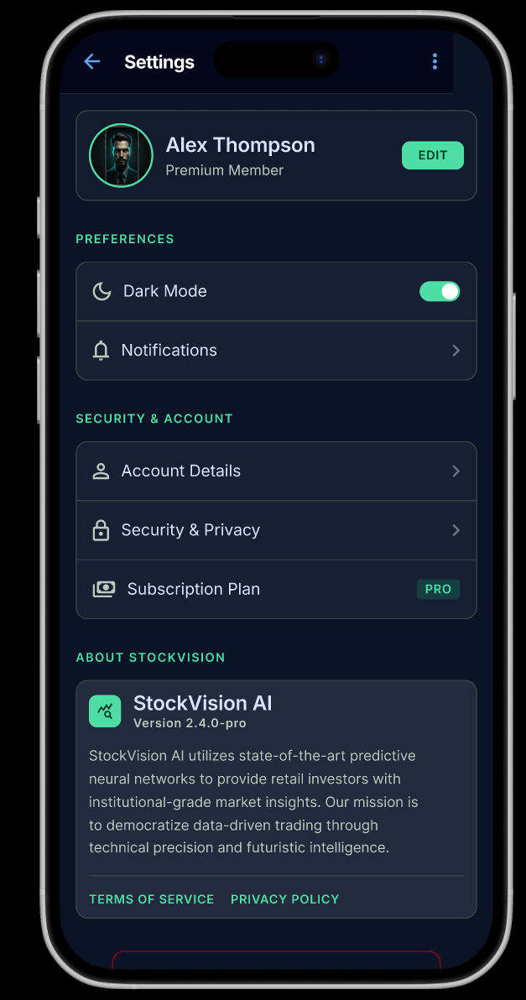 Settings
Alex Thompson
Premium Member
EDIT
PREFERENCES
Dark Mode
Notifications
SECURITY & ACCOUNT
Account Details
Security & Privacy
Subscription Plan
PRO
ABOUT STOCKVISION
StockVision AI
Version 2.4.0-pro
StockVision AI utilizes state-of-the-art predictive
neural networks to provide retail investors with
institutional-grade market insights. Our mission is
to democratize data-driven trading through
technical precision and futuristic intelligence.
TERMS OF SERVICE PRIVACY POLICY